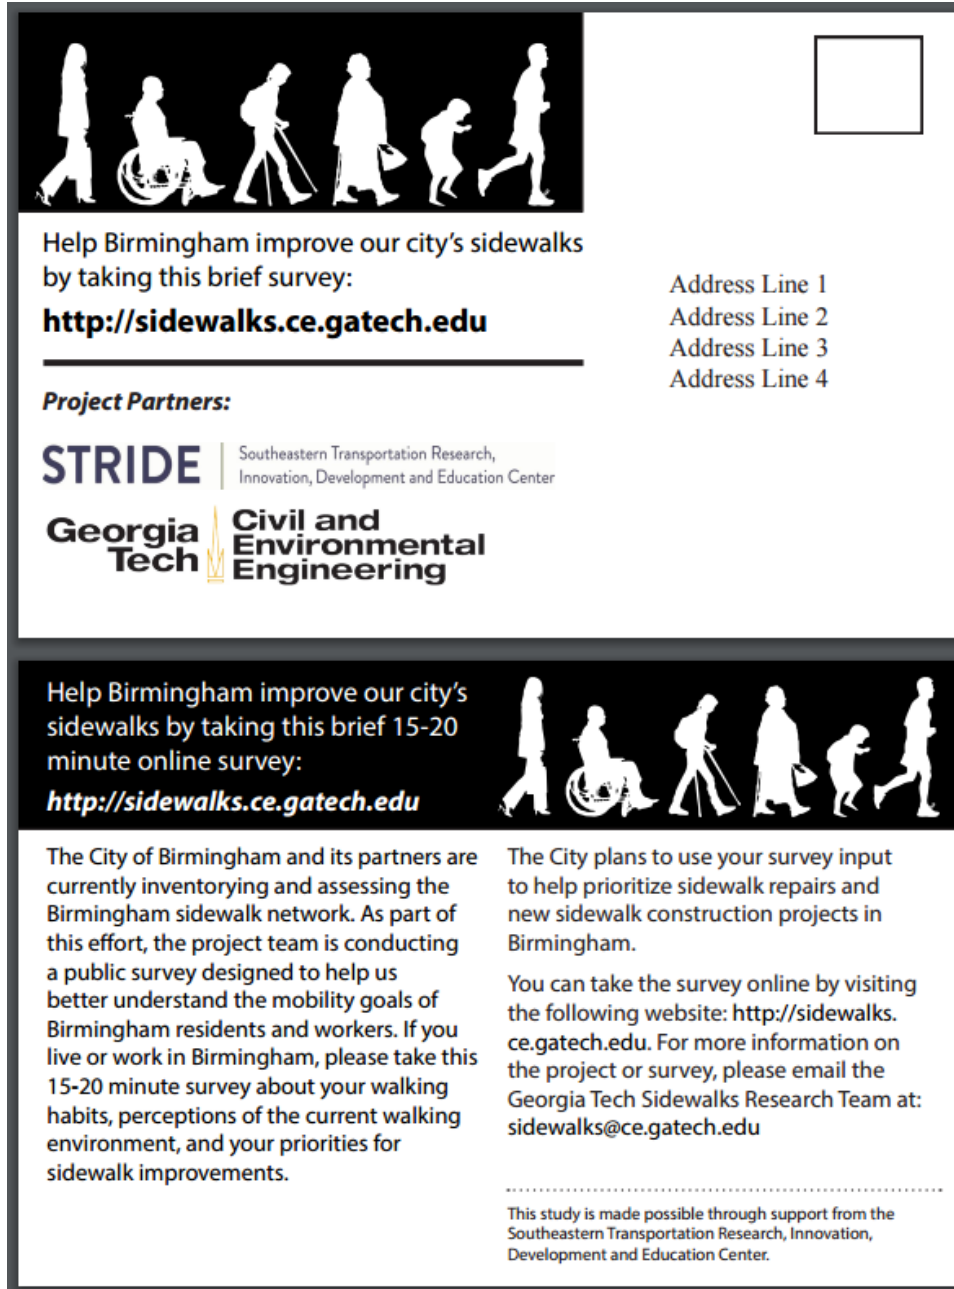 Help Birmingham improve our city's sidewalks
by taking this brief survey:
http://sidewalks.ce.gatech.edu
Project Partners:
STRIDE
Southeastern Transportation Research,
Innovation, Development and Education Center
Georgia
Tech
Civil and
Environmental
Engineering
Address Line 1
Address Line 2
Address Line 3
Address Line 4
Help Birmingham improve our city's
sidewalks by taking this brief 15-20
minute online survey:
http://sidewalks.ce.gatech.edu
The City of Birmingham and its partners are
currently inventorying and assessing the
Birmingham sidewalk network. As part of
this effort, the project team is conducting
a public survey designed to help us
better understand the mobility goals of
Birmingham residents and workers. If you
live or work in Birmingham, please take this
15-20 minute survey about your walking
habits, perceptions of the current walking
environment, and your priorities for
sidewalk improvements.
The City plans to use your survey input
to help prioritize sidewalk repairs and
new sidewalk construction projects in
Birmingham.
You can take the survey online by visiting
the following website: http://sidewalks.
ce.gatech.edu. For more information on
the project or survey, please email the
Georgia Tech Sidewalks Research Team at:
sidewalks@ce.gatech.edu
This study is made possible through support from the
Southeastern Transportation Research, Innovation,
Development and Education Center.